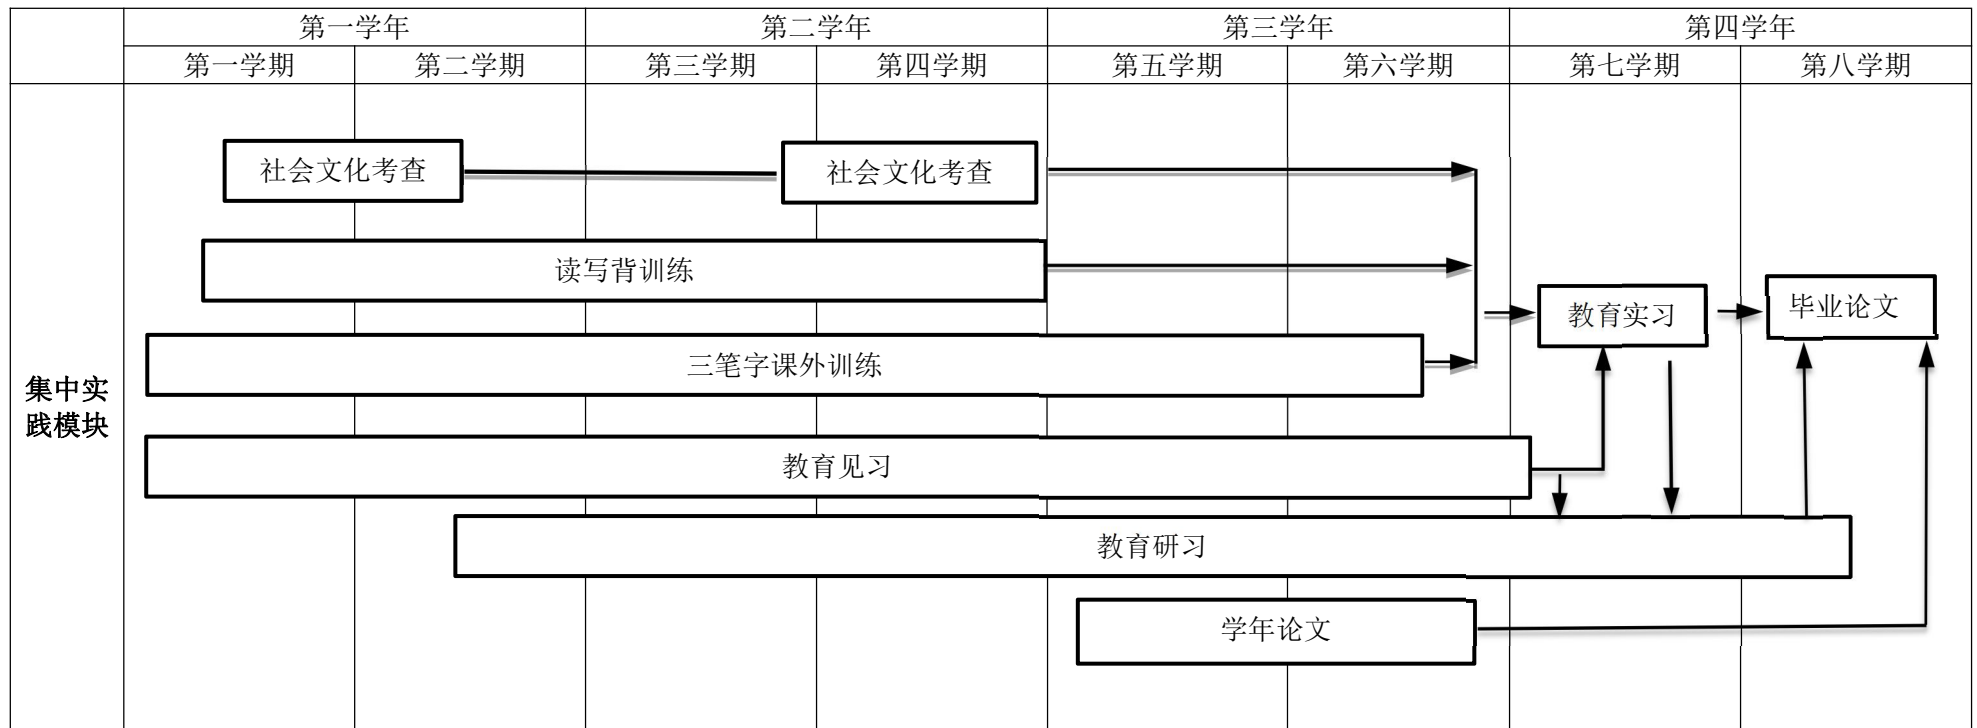 第一学年 第二学年 第三学年 第四学年
第一学期 第二学期 第三学期 第四学期 第五学期 第六学期 第七学期 第八学期
社会文化考查 社会文化考查
读写背训练
教育实习 毕业论文
三笔字课外训练
集中实
践模块
教育见习
教育研习
学年论文